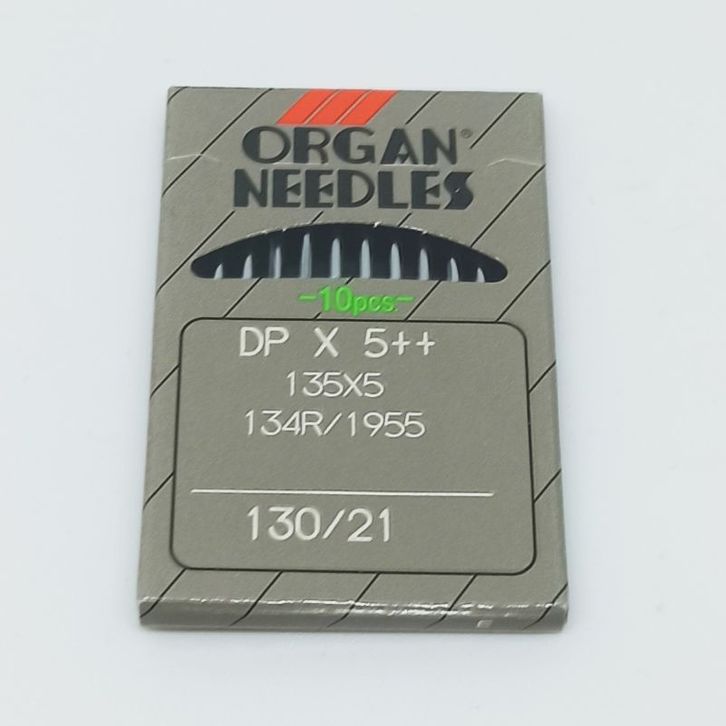 ORGAN®
NEEDLES
-10pcs-
DP X 5++
135X5
134R/1955
130/21